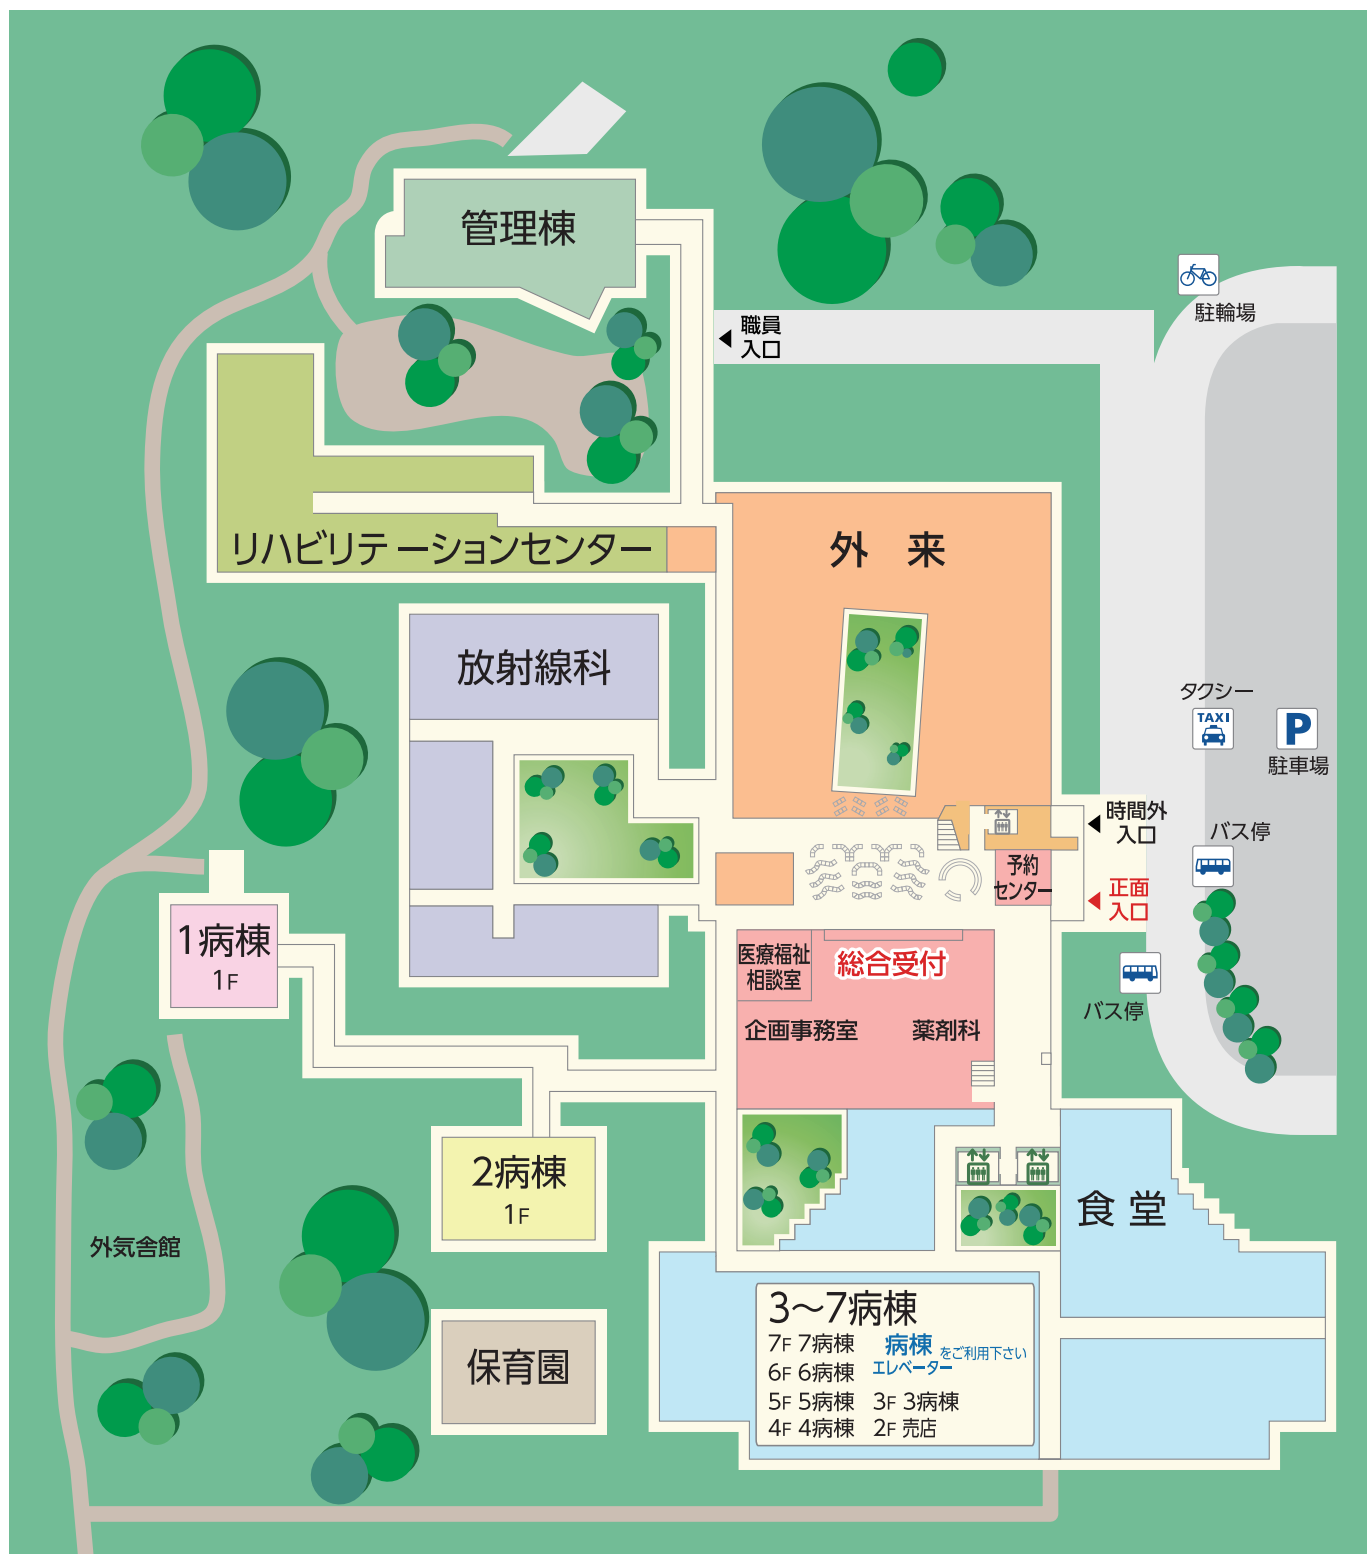 管理棟
職員
入口
駐輪場
リハビリテーションセンター
外 来
放射線科
タクシー
TAXI
P
駐車場
時間外
入口
バス停
予約
センター
正面
入口
1病棟
1F
医療福祉
相談室
総合受付
バス停
企画事務室
薬剤科
2病棟
1F
食 堂
外気舎館
保育園
3〜7病棟
7F 7病棟
6F 6病棟
5F 5病棟
4F 4病棟
病棟
エレベーター
をご利用下さい
3F 3病棟
2F 売店